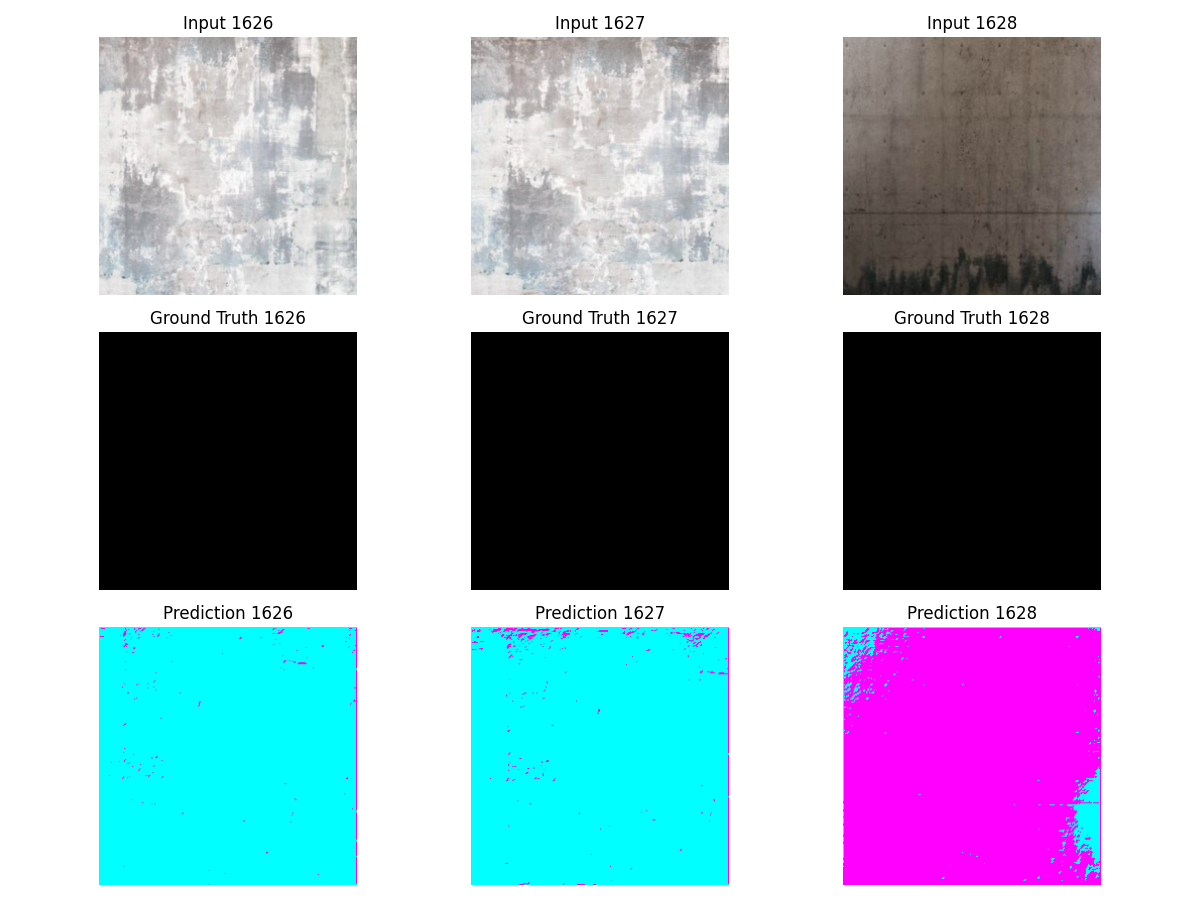 Input 1626
Input 1627
Input 1628
Ground Truth 1626
Ground Truth 1627
Ground Truth 1628
Prediction 1626
Prediction 1627
Prediction 1628